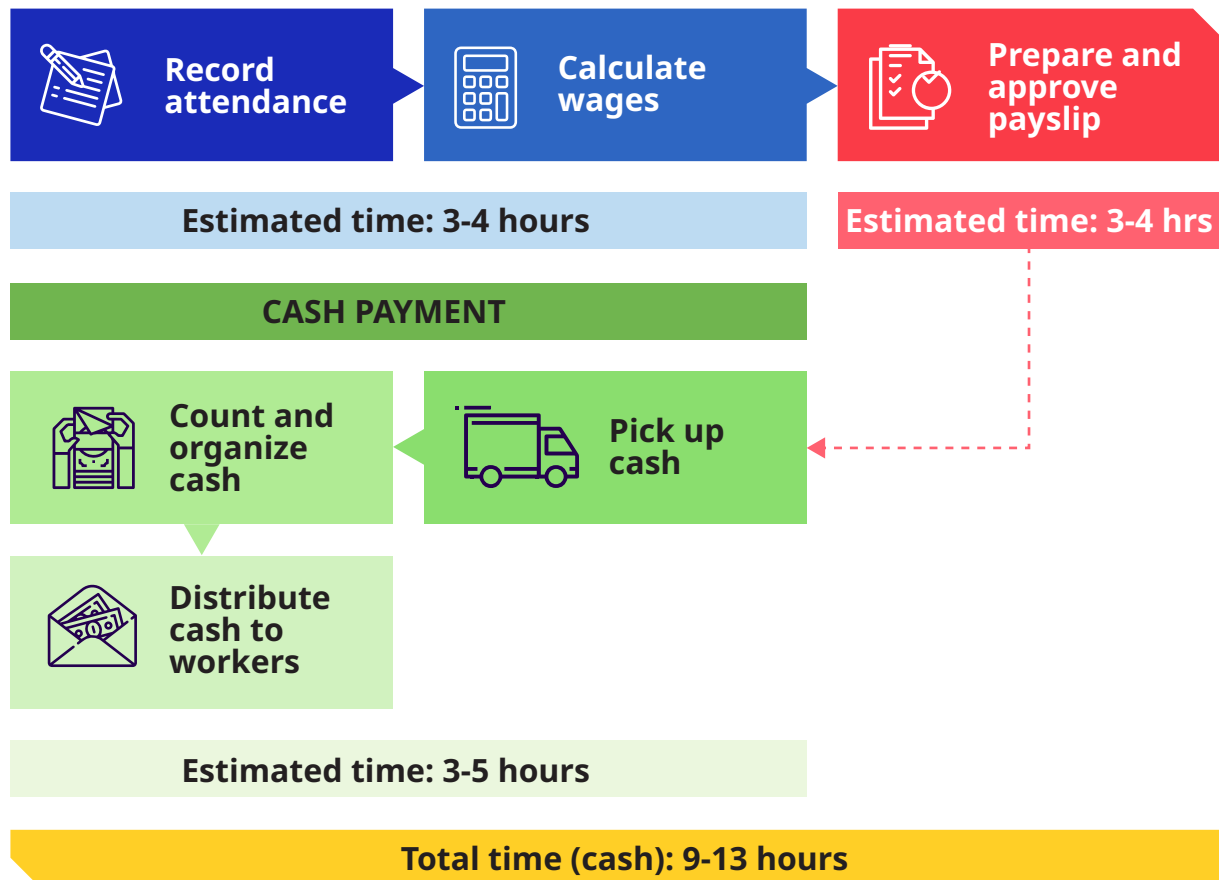 Record
attendance
Calculate
wages
Prepare and
approve
payslip
Estimated time: 3-4 hours
Estimated time: 3-4 hrs
CASH PAYMENT
Count and
organize
cash
Pick up
cash
Distribute
cash to
workers
Estimated time: 3-5 hours
Total time (cash): 9-13 hours